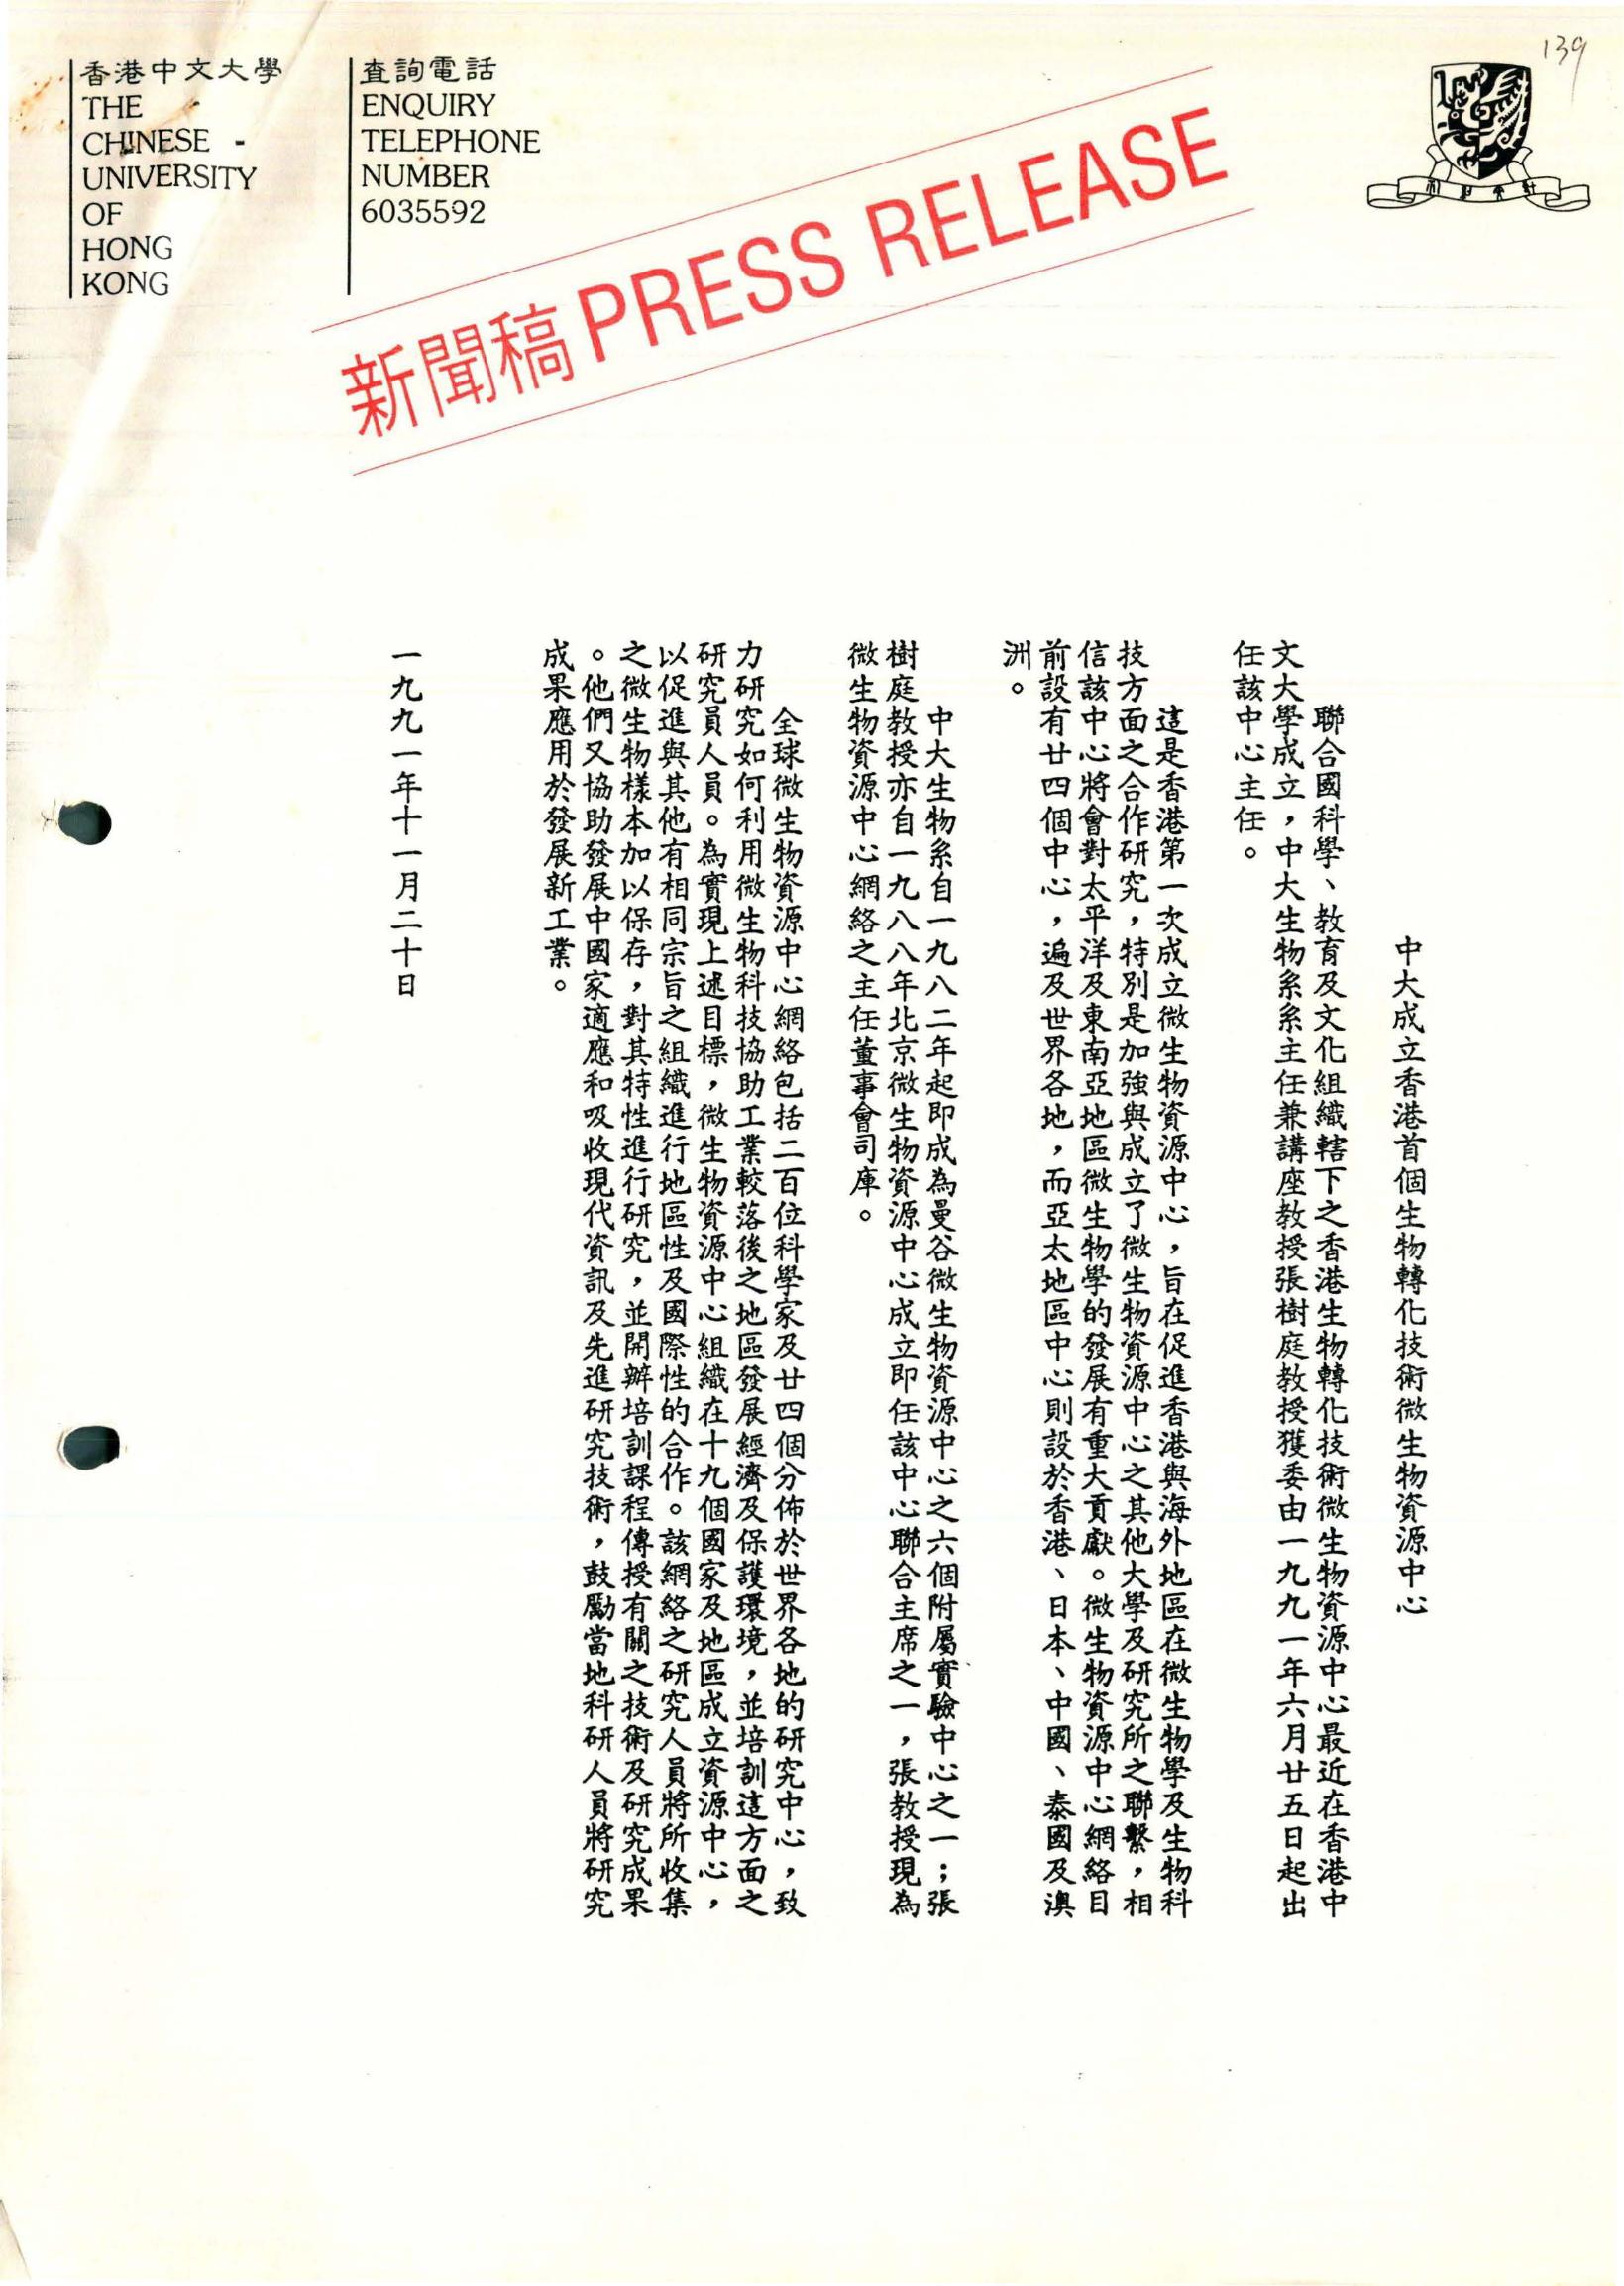 香港中文大學
THE
CHINESE
UNIVERSITY
OF
HONG
KONG
查詢電話
ENQUIRY
TELEPHONE
NUMBER
6035592
139
新聞稿 PRESS RELEASE
中大成立香港首個生物轉化技術微生物資源中心
聯合國科學、教育及文化組織轄下之香港生物轉化技術微生物資源中心最近在香港中
文大學成立，中大生物系系主任兼講座教授張樹庭教授獲委由一九九一年六月廿五日起出
任該中心主任。
這是香港第一次成立微生物資源中心，旨在促進香港與海外地區在微生物學及生物科
技方面之合作研究，特別是加強與成立了微生物資源中心之其他大學及研究所之聯繫，相
信該中心將會對太平洋及東南亞地區微生物學的發展有重大貢獻。微生物資源中心網絡目
前設有廿四個中心，遍及世界各地，而亞太地區中心則設於香港、日本、中國、泰國及澳
洲。
中大生物系自一九八二年起即成為曼谷微生物資源中心之六個附屬實驗中心之一；張
樹庭教授亦自一九八八年北京微生物資源中心成立即任該中心聯合主席之一，張教授現為
微生物資源中心網絡之主任董事會司庫。
全球微生物資源中心網絡包括二百位科學家及廿四個分佈於世界各地的研究中心，致
力研究如何利用微生物科技協助工業較落後之地區發展經濟及保護環境，並培訓這方面之
研究員人員。為實現上述目標，微生物資源中心組織在十九個國家及地區成立資源中心，
以促進與其他有相同宗旨之組織進行地區性及國際性的合作。該網絡之研究人員將所收集
之微生物樣本加以保存，對其特性進行研究，並開辦培訓課程傳授有關之技術及研究成果
。他們又協助發展中國家適應和吸收現代資訊及先進研究技術，鼓勵當地科研人員將研究
成果應用於發展新工業。
一九九一年十一月二十日